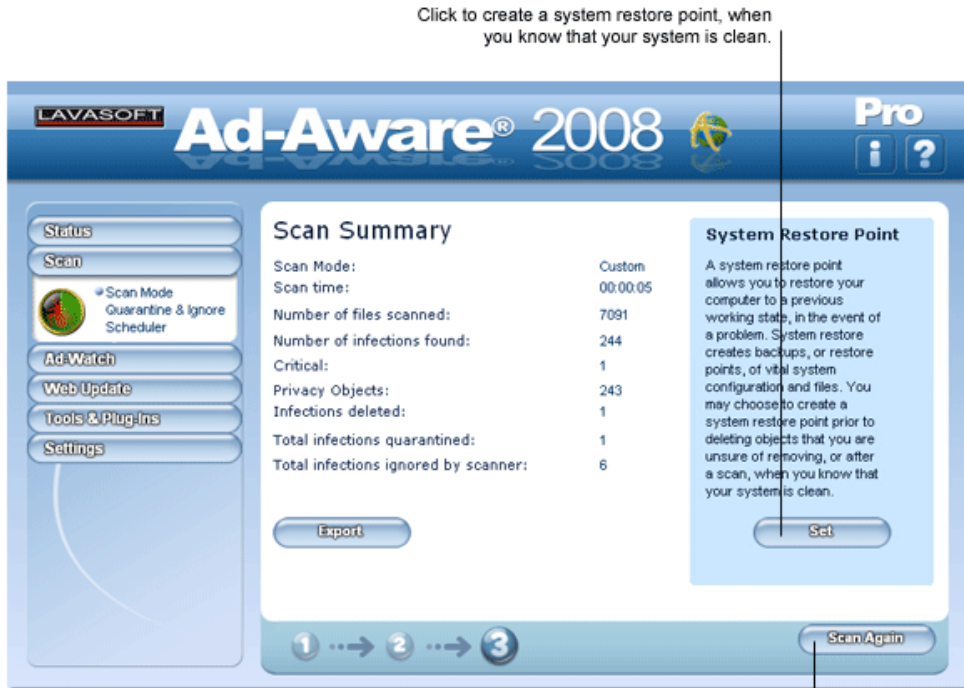 Click to create a system restore point, when
you know that your system is clean.
LAVASOFT
Ad-Aware® 2008
Pro
i ?
Status
Scan
Scan Mode
Quarantine & Ignore
Scheduler
Ad-Watch
Web Update
Tools & Plug-Ins
Settings
Scan Summary
Scan Mode: Custom
Scan time: 00:00:05
Number of files scanned: 7091
Number of infections found: 244
Critical: 1
Privacy Objects: 243
Infections deleted: 1
Total infections quarantined: 1
Total infections ignored by scanner: 6
Export
System Restore Point
A system restore point
allows you to restore your
computer to a previous
working state, in the event of
a problem. System restore
creates backups, or restore
points, of vital system
configuration and files. You
may choose to create a
system restore point prior to
deleting objects that you are
unsure of removing, or after
a scan, when you know that
your system is clean.
Set
1 2 3
Scan Again